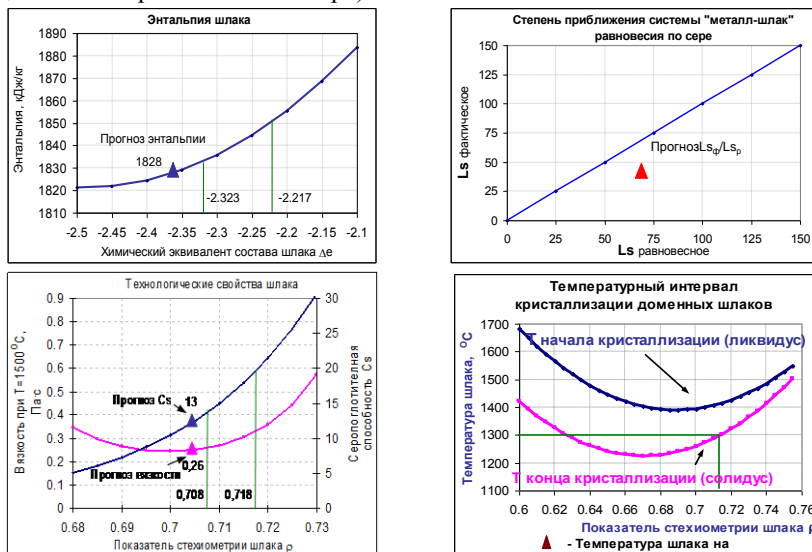 Энтальпия шлака
Энтальпия, кДж/кг
1890
1880
1870
1860
1850
1840
1830
1820
1810
Прогноз энтальпии
1828
-2.323
-2.217
-2.5 -2.45 -2.4 -2.35 -2.3 -2.25 -2.2 -2.15 -2.1
Химический эквивалент состава шлака Δe
Степень приближения системы "металл-шлак"
равновесия по сере
Ls фактическое
150
125
100
75
50
25
0
ПрогнозLsф/Lsр
0 25 50 75 100 125 150
Ls равновесное
Технологические свойства шлака
Вязкость при Т=1500°С,
Па·с
0.9
0.8
0.7
0.6
0.5
0.4
0.3
0.2
0.1
0
30
25
20
15
10
5
0
Серопоглотительная
способность Cs
Прогноз Cs
13
Прогноз вязкости
0,26
0,708 0,718
0.68 0.69 0.7 0.71 0.72 0.73
Показатель стехиометрии шлака ρ
Температурный интервал
кристаллизации доменных шлаков
Температура шлака, °С
1700
1600
1500
1400
1300
1200
1100
Т начала кристаллизации (ликвидус)
Т конца кристаллизации (солидус)
0.6 0.62 0.64 0.66 0.68 0.7 0.72 0.74 0.76
Показатель стехиометрии шлака ρ
- Температура шлака на